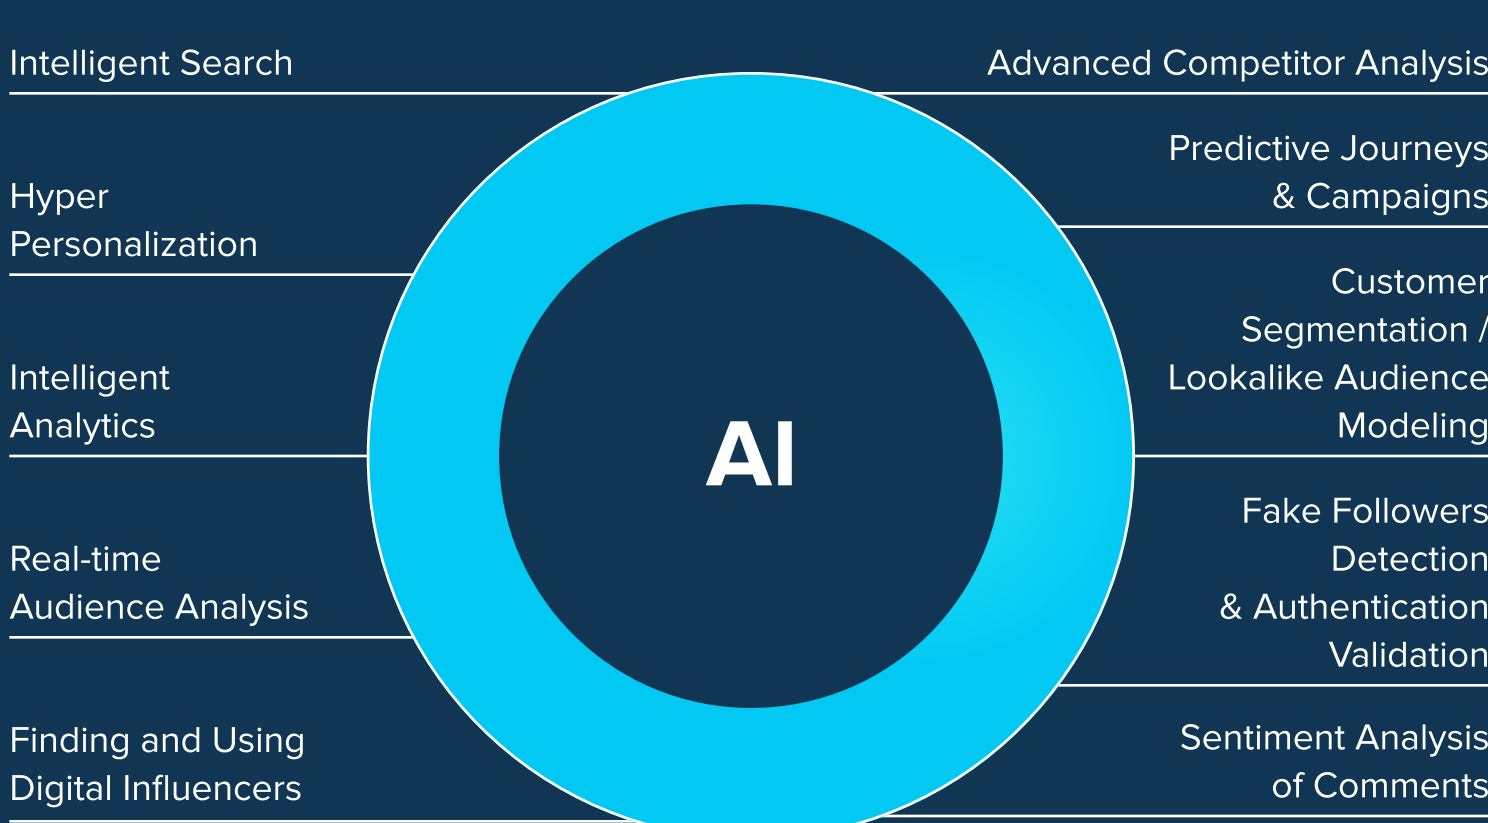 Intelligent Search
Hyper
Personalization
Intelligent
Analytics
Real-time
Audience Analysis
Finding and Using
Digital Influencers
AI
Advanced Competitor Analysis
Predictive Journeys
& Campaigns
Customer
Segmentation /
Lookalike Audience
Modeling
Fake Followers
Detection
& Authentication
Validation
Sentiment Analysis
of Comments